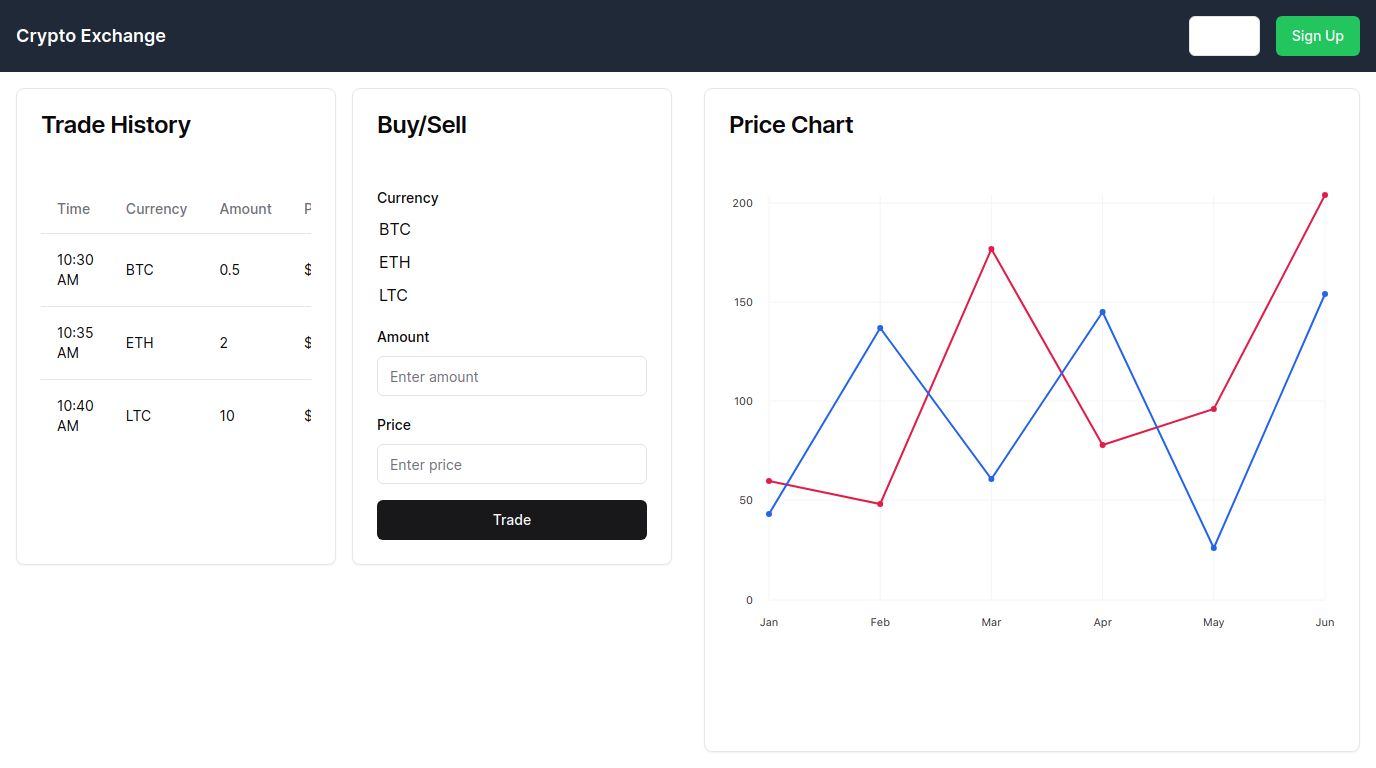 Crypto Exchange
Sign Up
Trade History
Time Currency Amount P
10:30 AM BTC 0.5 $
10:35 AM ETH 2 $
10:40 AM LTC 10 $
Buy/Sell
Currency
BTC
ETH
LTC
Amount
Enter amount
Price
Enter price
Trade
Price Chart
200
150
100
50
0
Jan Feb Mar Apr May Jun